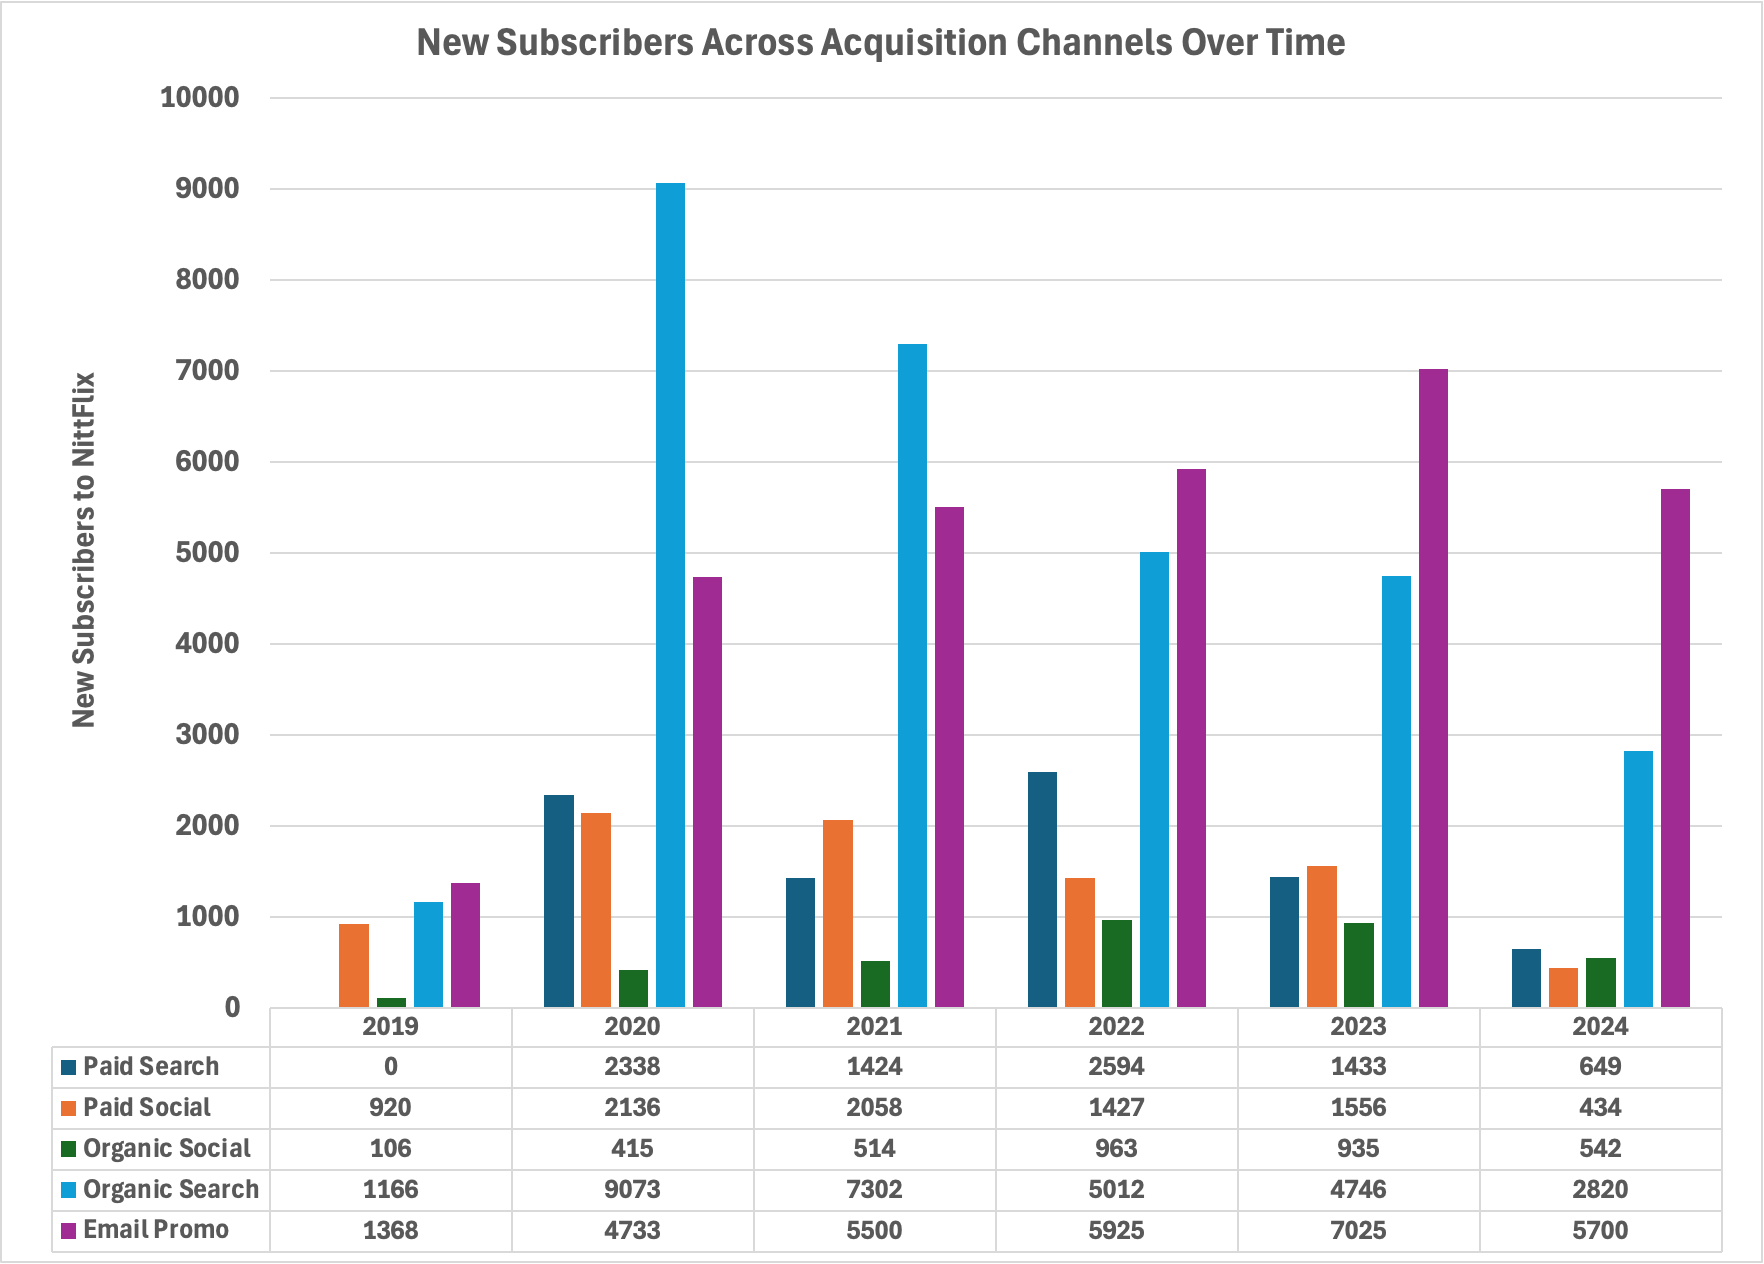 New Subscribers Across Acquisition Channels Over Time
New Subscribers to NittFlix
10000
9000
8000
7000
6000
5000
4000
3000
2000
1000
0
2019 2020 2021 2022 2023 2024
Paid Search 0 2338 1424 2594 1433 649
Paid Social 920 2136 2058 1427 1556 434
Organic Social 106 415 514 963 935 542
Organic Search 1166 9073 7302 5012 4746 2820
Email Promo 1368 4733 5500 5925 7025 5700